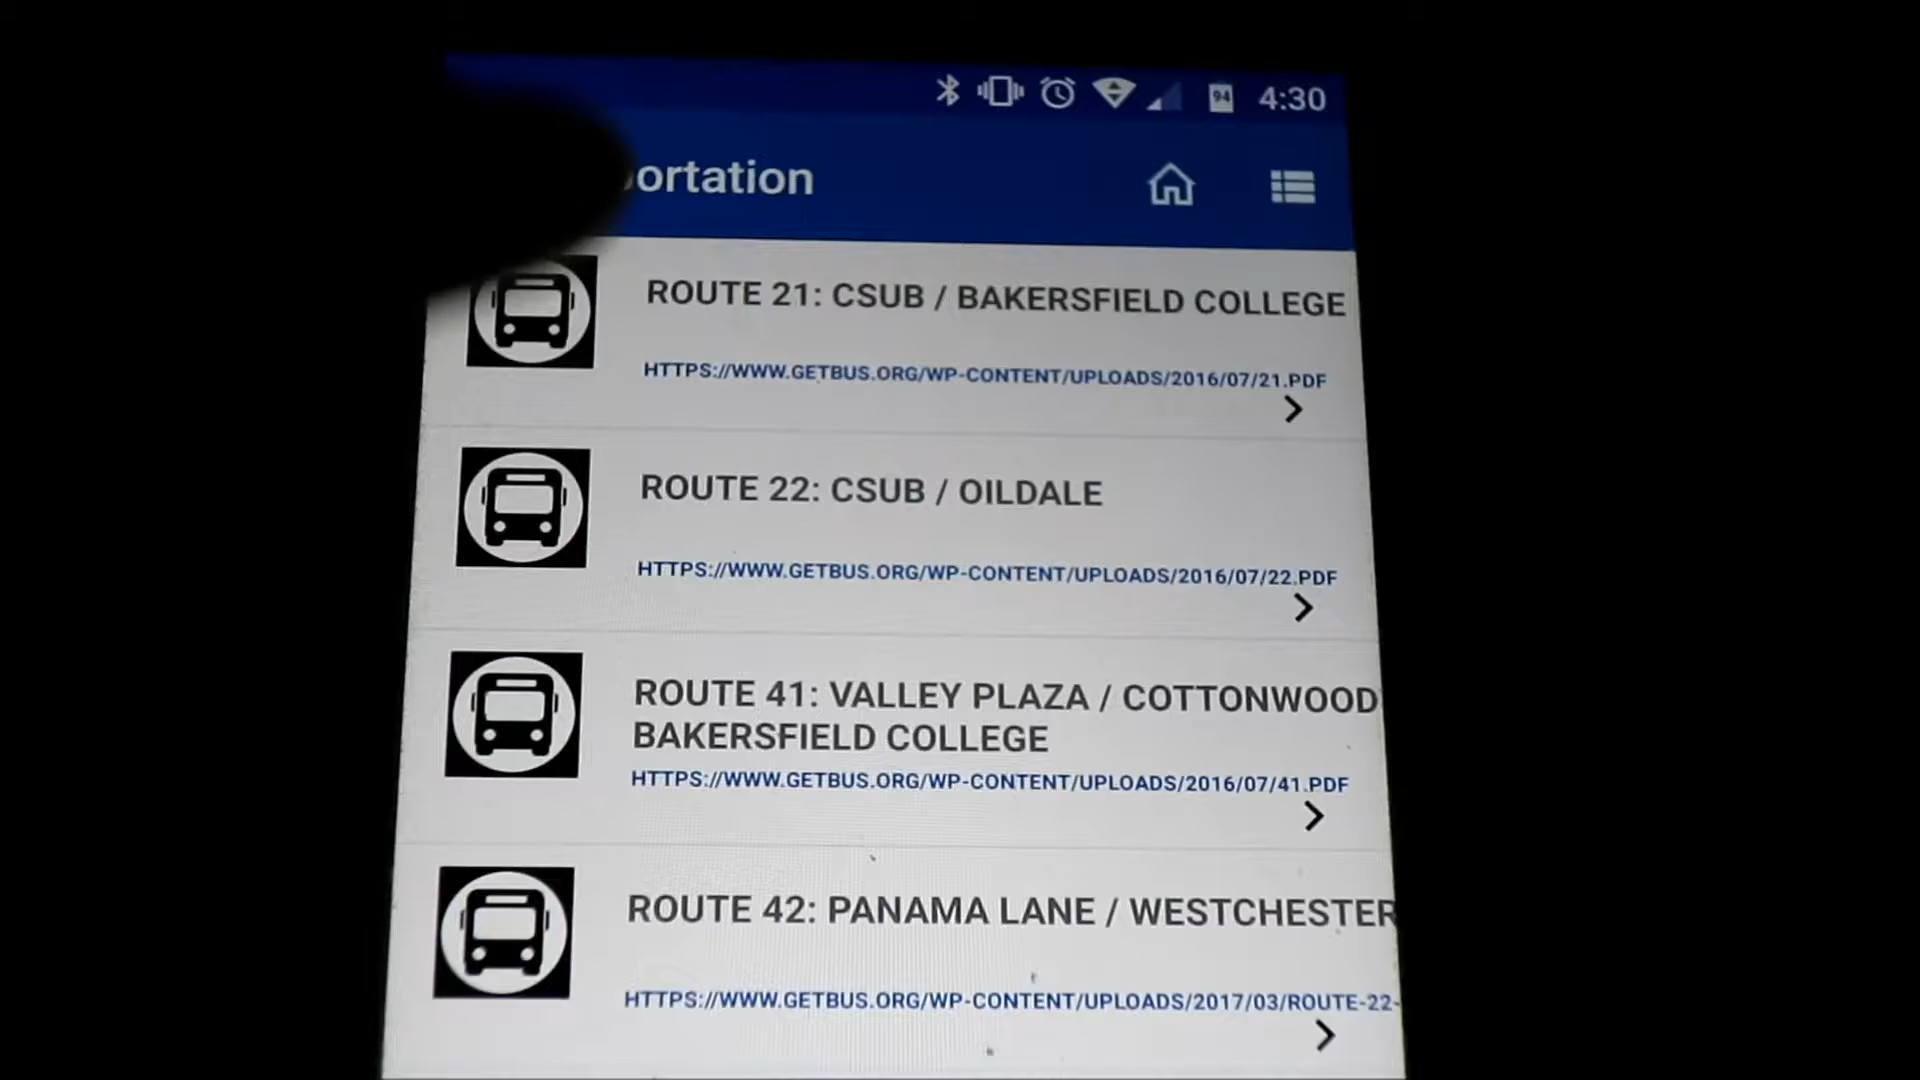 94 4:30
ortation
ROUTE 21: CSUB / BAKERSFIELD COLLEGE
HTTPS://WWW.GETBUS.ORG/WP-CONTENT/UPLOADS/2016/07/21.PDF
ROUTE 22: CSUB / OILDALE
HTTPS://WWW.GETBUS.ORG/WP-CONTENT/UPLOADS/2016/07/22.PDF
ROUTE 41: VALLEY PLAZA / COTTONWOOD
BAKERSFIELD COLLEGE
HTTPS://WWW.GETBUS.ORG/WP-CONTENT/UPLOADS/2016/07/41.PDF
ROUTE 42: PANAMA LANE / WESTCHESTER
HTTPS://WWW.GETBUS.ORG/WP-CONTENT/UPLOADS/2017/03/ROUTE-22-